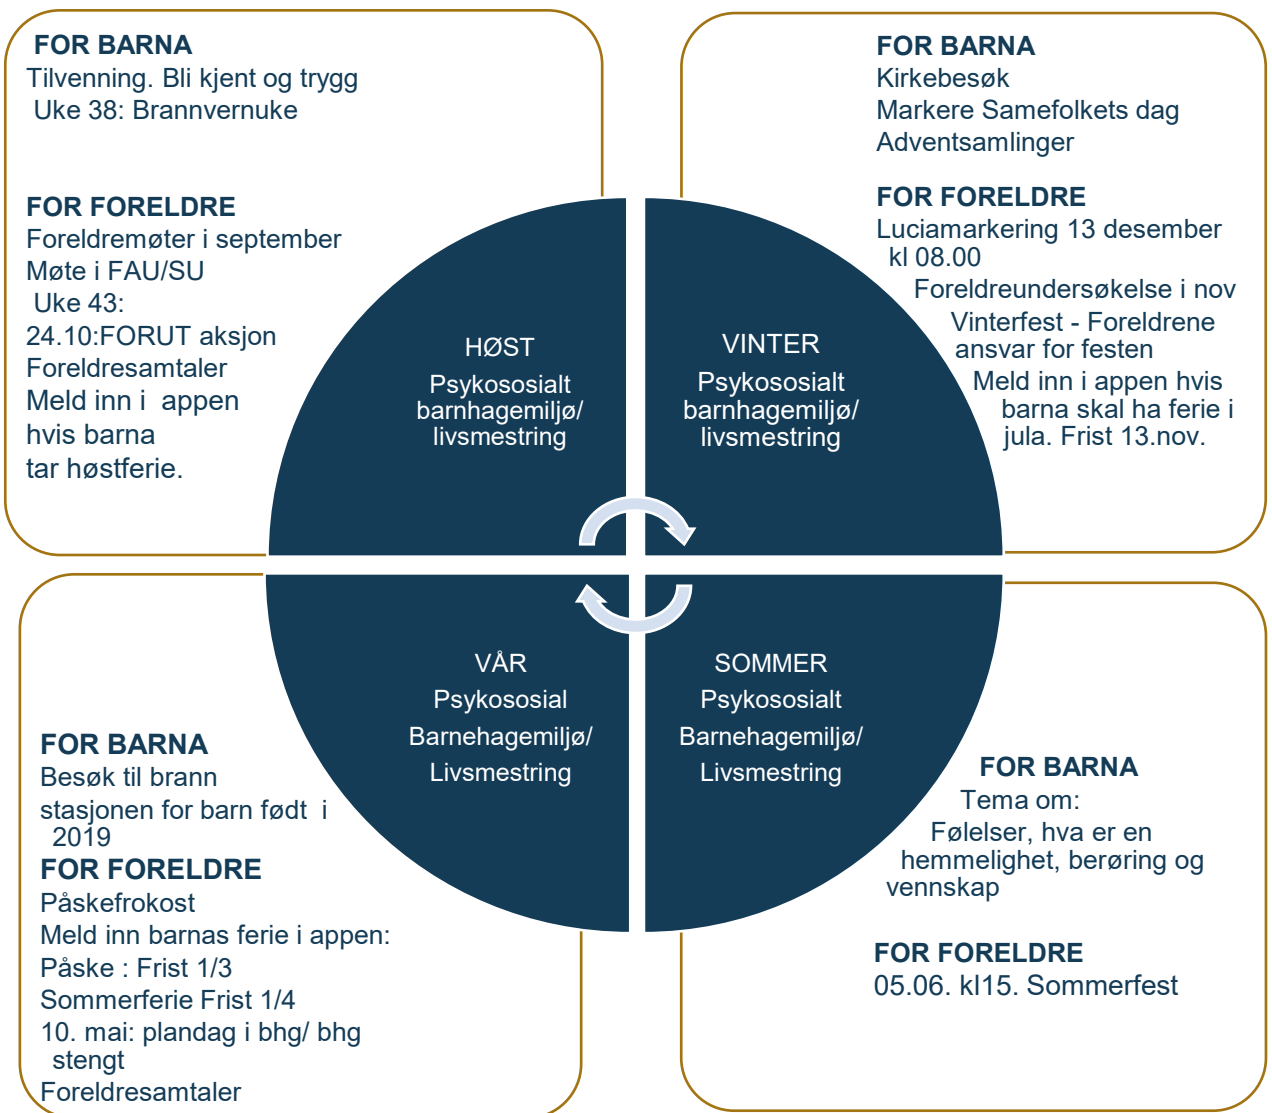 FOR BARNA
Tilvenning. Bli kjent og trygg
Uke 38: Brannvernuke
FOR FORELDRE
Foreldremøter i september
Møte i FAU/SU
Uke 43:
24.10:FORUT aksjon
Foreldresamtaler
Meld inn i appen
hvis barna
tar høstferie.
HØST
Psykososialt
barnhagemiljø/
livsmestring
FOR BARNA
Kirkebesøk
Markere Samefolkets dag
Adventsamlinger
FOR FORELDRE
Luciamarkering 13 desember
kl 08.00
Foreldreundersøkelse i nov
Vinterfest - Foreldrene
ansvar for festen
Meld inn i appen hvis
barna skal ha ferie i
jula. Frist 13.nov.
VINTER
Psykososialt
barnhagemiljø/
livsmestring
VÅR
Psykososial
Barnehagemiljø/
Livsmestring
FOR BARNA
Besøk til brann
stasjonen for barn født i
2019
FOR FORELDRE
Påskefrokost
Meld inn barnas ferie i appen:
Påske : Frist 1/3
Sommerferie Frist 1/4
10. mai: plandag i bhg/ bhg
stengt
Foreldresamtaler
SOMMER
Psykososialt
Barnehagemiljø/
Livsmestring
FOR BARNA
Tema om:
Følelser, hva er en
hemmelighet, berøring og
vennskap
FOR FORELDRE
05.06. kl15. Sommerfest